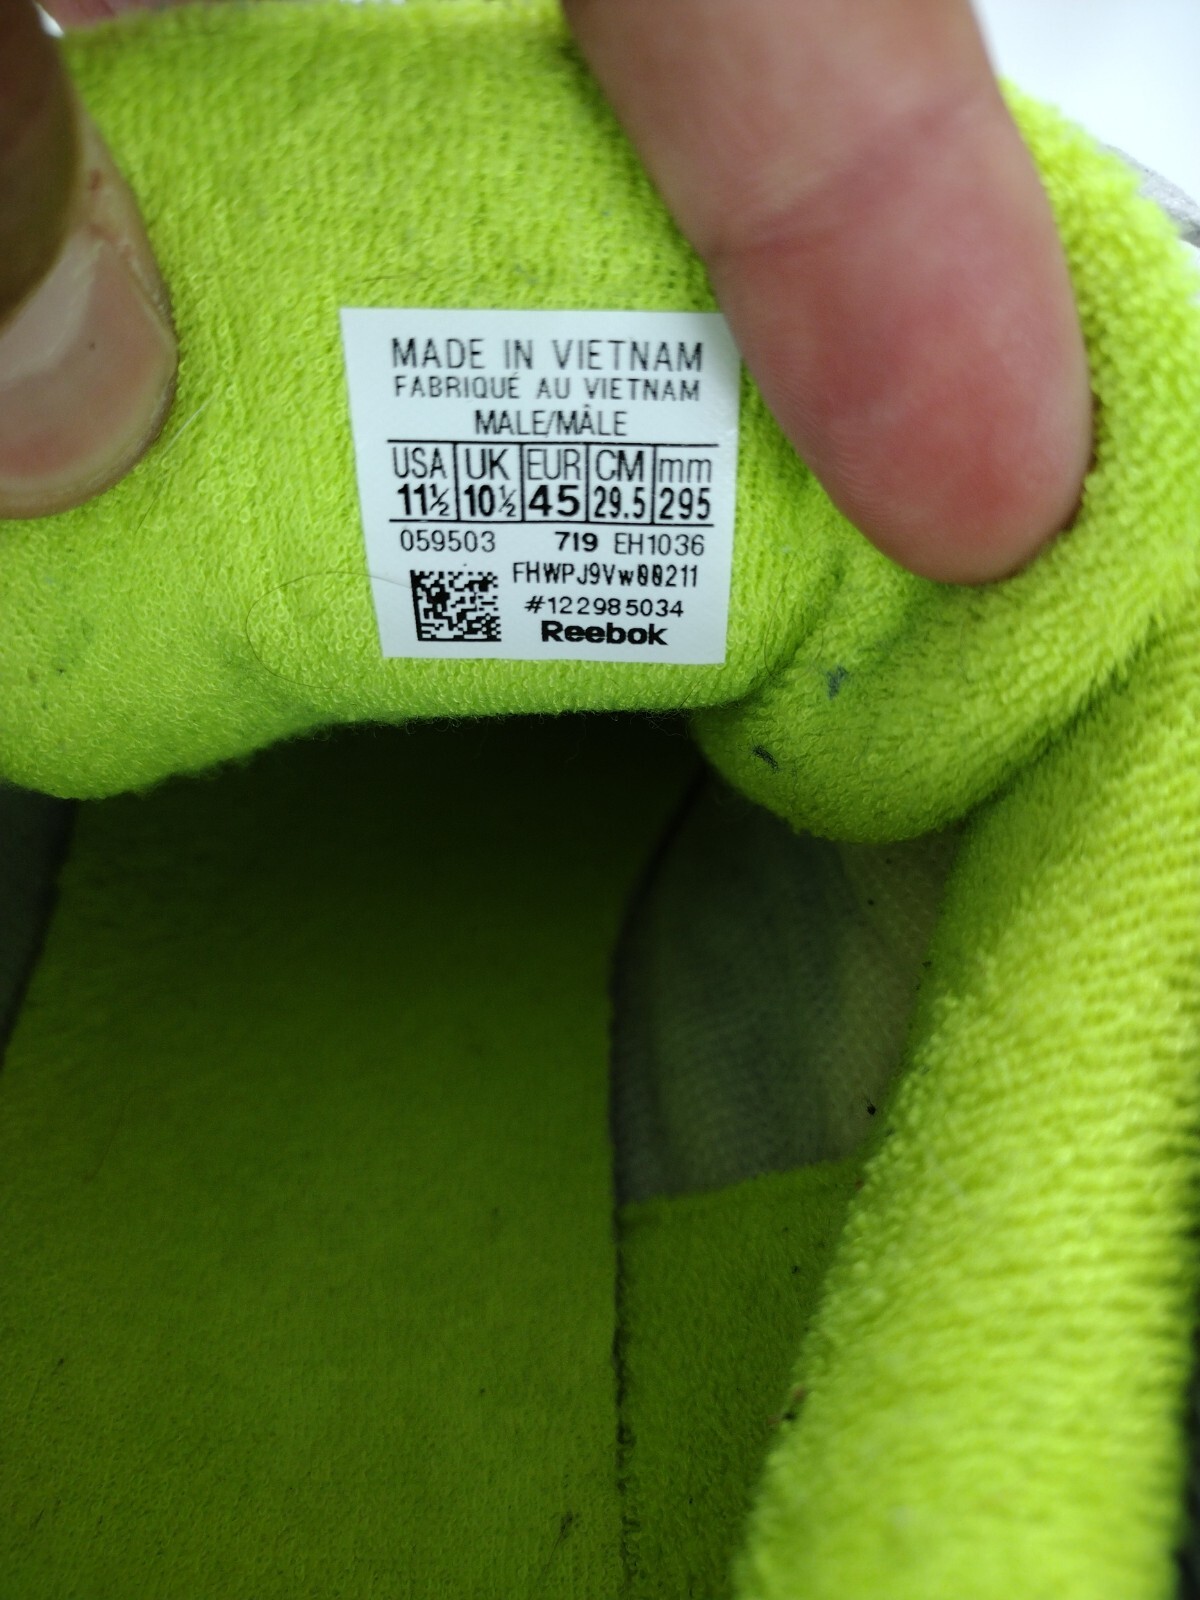 MADE IN VIETNAM
FABRIQUÉ AU VIETNAM
MALE/MÂLE
USA UK EUR CM mm
11½ 10½ 45 29.5 295
059503 719 EH1036
FHWPJ9Vw00211
#122985034
Reebok